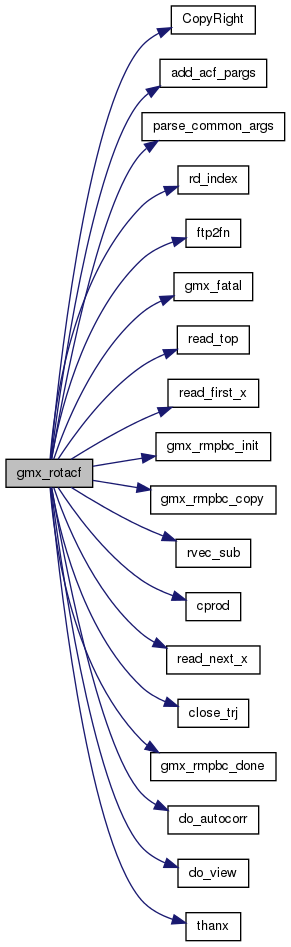 CopyRight
add_acf_pargs
parse_common_args
rd_index
ftp2fn
gmx_fatal
read_top
read_first_x
gmx_rmpbc_init
gmx_rotacf
gmx_rmpbc_copy
rvec_sub
cprod
read_next_x
close_trj
gmx_rmpbc_done
do_autocorr
do_view
thanx